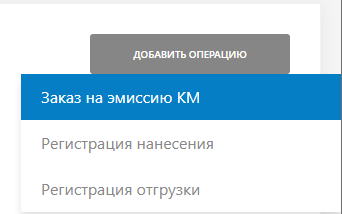 ДОБАВИТЬ ОПЕРАЦИЮ
Заказ на эмиссию КМ
Регистрация нанесения
Регистрация отгрузки